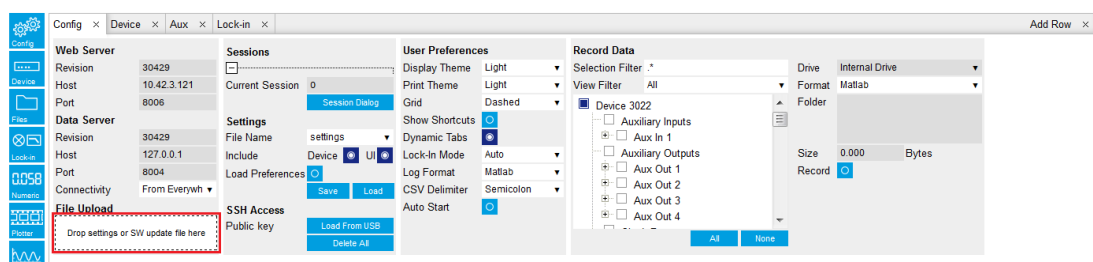 Config × Device × Aux × Lock-in × Add Row ×
Config
Device
Files
Lock-in
0.058
Numeric
Plotter
Web Server
Revision 30429
Host 10.42.3.121
Port 8006
Data Server
Revision 30429
Host 127.0.0.1
Port 8004
Connectivity From Everywh
File Upload
Drop settings or SW update file here
Sessions
Current Session 0
Session Dialog
Settings
File Name settings
Include Device UI
Load Preferences
Save Load
SSH Access
Public key Load From USB
Delete All
User Preferences
Display Theme Light
Print Theme Light
Grid Dashed
Show Shortcuts
Dynamic Tabs
Lock-In Mode Auto
Log Format Matlab
CSV Delimiter Semicolon
Auto Start
Record Data
Selection Filter .*
View Filter All
Device 3022
Auxiliary Inputs
Aux In 1
Auxiliary Outputs
Aux Out 1
Aux Out 2
Aux Out 3
Aux Out 4
All None
Drive Internal Drive
Format Matlab
Folder
Size 0.000 Bytes
Record